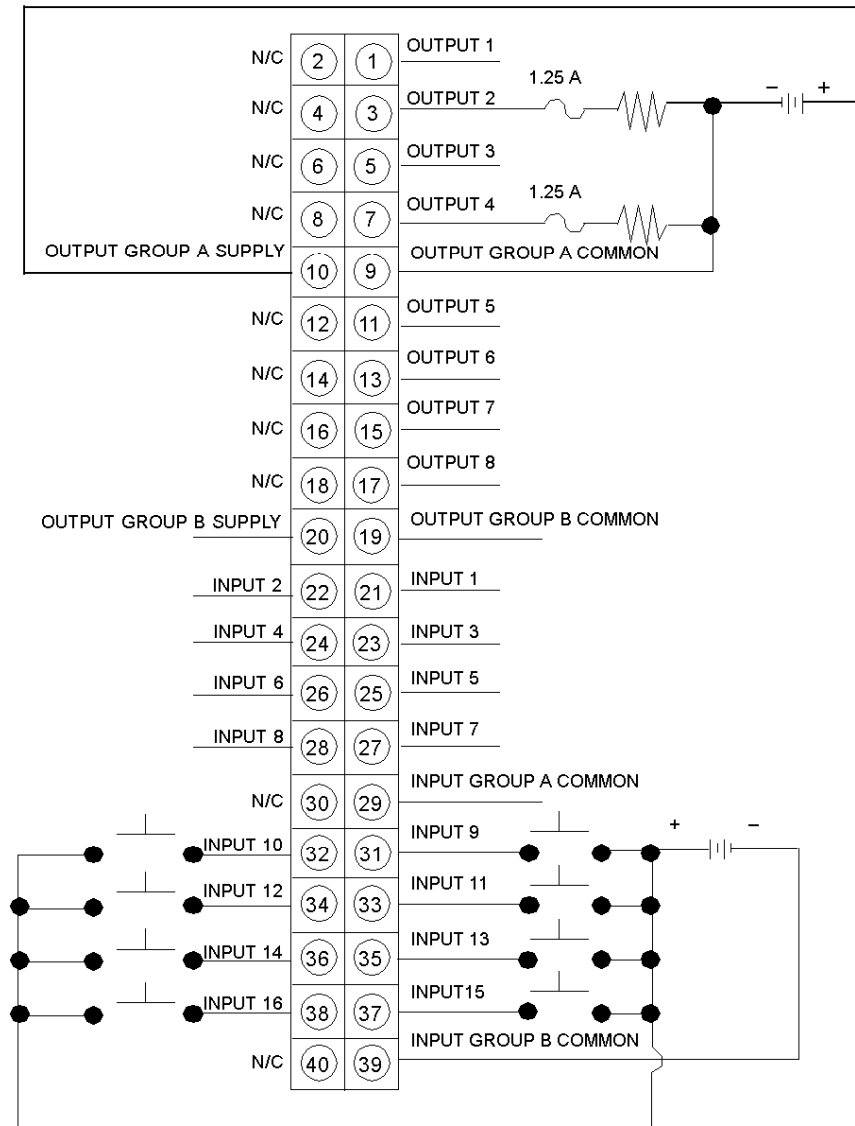 N/C 2 1 OUTPUT 1
1.25 A
− +
N/C 4 3 OUTPUT 2
N/C 6 5 OUTPUT 3
1.25 A
N/C 8 7 OUTPUT 4
OUTPUT GROUP A SUPPLY 10 9 OUTPUT GROUP A COMMON
N/C 12 11 OUTPUT 5
N/C 14 13 OUTPUT 6
N/C 16 15 OUTPUT 7
N/C 18 17 OUTPUT 8
OUTPUT GROUP B SUPPLY 20 19 OUTPUT GROUP B COMMON
INPUT 2 22 21 INPUT 1
INPUT 4 24 23 INPUT 3
INPUT 6 26 25 INPUT 5
INPUT 8 28 27 INPUT 7
N/C 30 29 INPUT GROUP A COMMON
+ −
INPUT 10 32 31 INPUT 9
INPUT 12 34 33 INPUT 11
INPUT 14 36 35 INPUT 13
INPUT 16 38 37 INPUT15
N/C 40 39 INPUT GROUP B COMMON